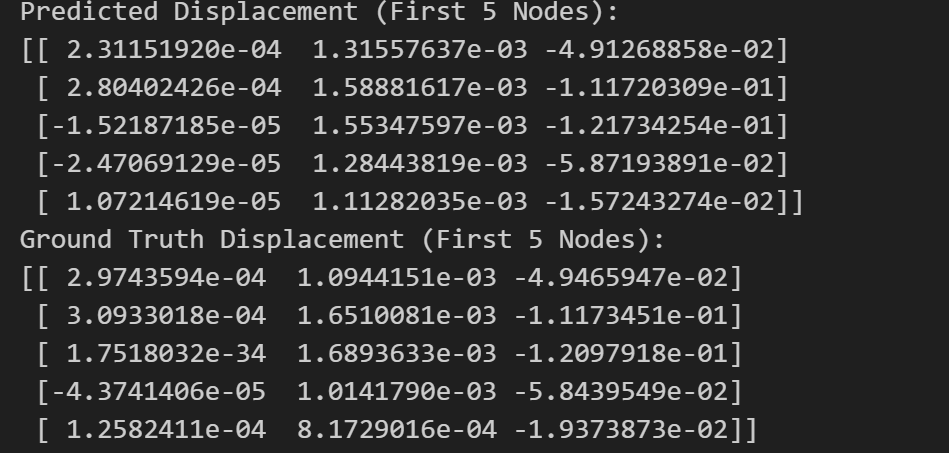 Predicted Displacement (First 5 Nodes):
[[ 2.31151920e-04  1.31557637e-03 -4.91268858e-02]
 [ 2.80402426e-04  1.58881617e-03 -1.11720309e-01]
 [-1.52187185e-05  1.55347597e-03 -1.21734254e-01]
 [-2.47069129e-05  1.28443819e-03 -5.87193891e-02]
 [ 1.07214619e-05  1.11282035e-03 -1.57243274e-02]]
Ground Truth Displacement (First 5 Nodes):
[[ 2.9743594e-04  1.0944151e-03 -4.9465947e-02]
 [ 3.0933018e-04  1.6510081e-03 -1.1173451e-01]
 [ 1.7518032e-34  1.6893633e-03 -1.2097918e-01]
 [-4.3741406e-05  1.0141790e-03 -5.8439549e-02]
 [ 1.2582411e-04  8.1729016e-04 -1.9373873e-02]]